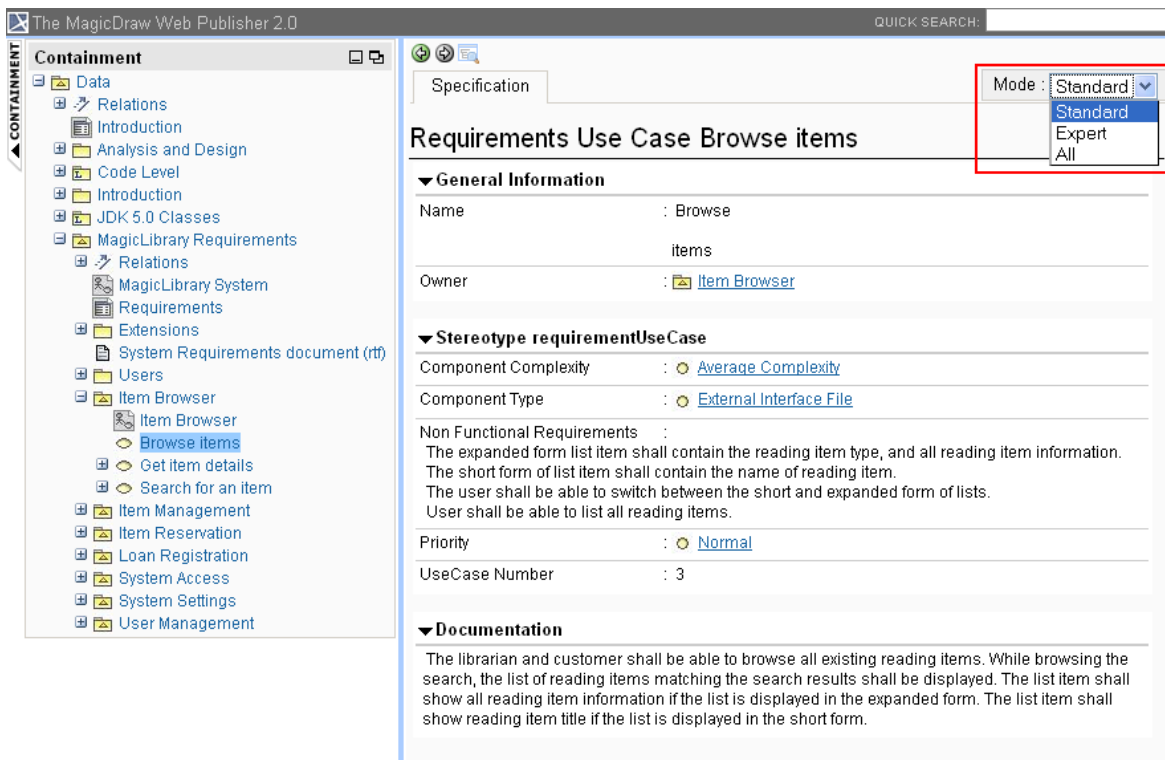 The MagicDraw Web Publisher 2.0
QUICK SEARCH:
CONTAINMENT
Containment
Data
Relations
Introduction
Analysis and Design
Code Level
Introduction
JDK 5.0 Classes
MagicLibrary Requirements
Relations
MagicLibrary System
Requirements
Extensions
System Requirements document (rtf)
Users
Item Browser
Item Browser
Browse items
Get item details
Search for an item
Item Management
Item Reservation
Loan Registration
System Access
System Settings
User Management
Specification
Mode : Standard
Standard
Expert
All
Requirements Use Case Browse items
General Information
Name : Browse
items
Owner : Item Browser
Stereotype requirementUseCase
Component Complexity : Average Complexity
Component Type : External Interface File
Non Functional Requirements :
The expanded form list item shall contain the reading item type, and all reading item information.
The short form of list item shall contain the name of reading item.
The user shall be able to switch between the short and expanded form of lists.
User shall be able to list all reading items.
Priority : Normal
UseCase Number : 3
Documentation
The librarian and customer shall be able to browse all existing reading items. While browsing the
search, the list of reading items matching the search results shall be displayed. The list item shall
show all reading item information if the list is displayed in the expanded form. The list item shall
show reading item title if the list is displayed in the short form.